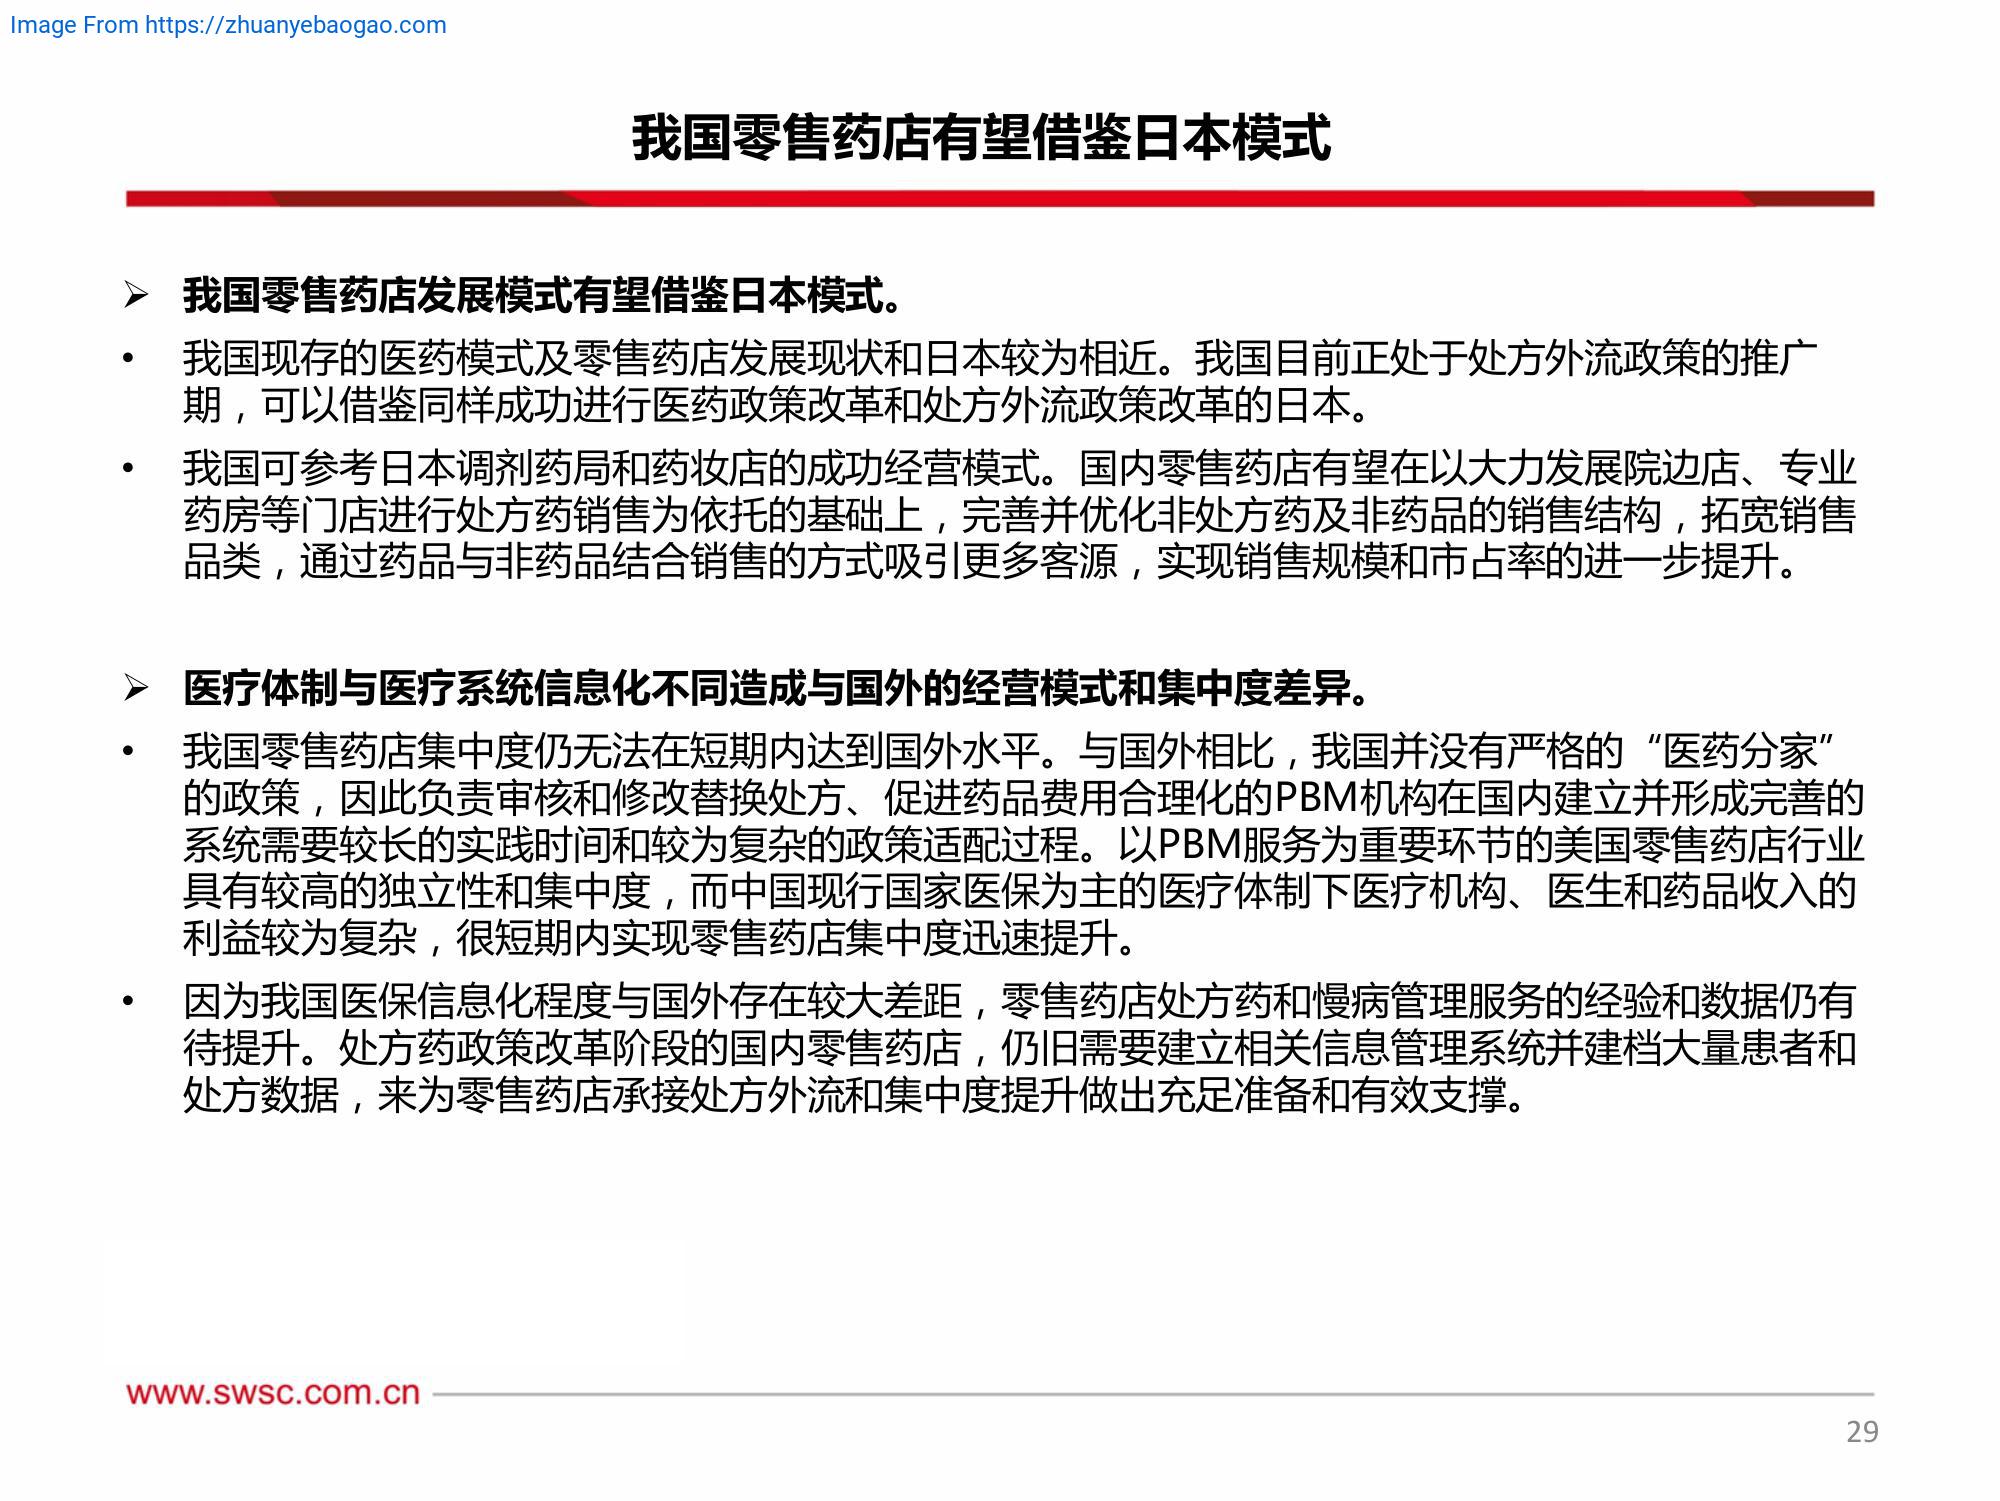 Image From https://zhuanyebaogao.com
我国零售药店有望借鉴日本模式
➢ 我国零售药店发展模式有望借鉴日本模式。
• 我国现存的医药模式及零售药店发展现状和日本较为相近。我国目前正处于处方外流政策的推广
期，可以借鉴同样成功进行医药政策改革和处方外流政策改革的日本。
• 我国可参考日本调剂药局和药妆店的成功经营模式。国内零售药店有望在以大力发展院边店、专业
药房等门店进行处方药销售为依托的基础上，完善并优化非处方药及非药品的销售结构，拓宽销售
品类，通过药品与非药品结合销售的方式吸引更多客源，实现销售规模和市占率的进一步提升。
➢ 医疗体制与医疗系统信息化不同造成与国外的经营模式和集中度差异。
• 我国零售药店集中度仍无法在短期内达到国外水平。与国外相比，我国并没有严格的“医药分家”
的政策，因此负责审核和修改替换处方、促进药品费用合理化的PBM机构在国内建立并形成完善的
系统需要较长的实践时间和较为复杂的政策适配过程。以PBM服务为重要环节的美国零售药店行业
具有较高的独立性和集中度，而中国现行国家医保为主的医疗体制下医疗机构、医生和药品收入的
利益较为复杂，很短期内实现零售药店集中度迅速提升。
• 因为我国医保信息化程度与国外存在较大差距，零售药店处方药和慢病管理服务的经验和数据仍有
待提升。处方药政策改革阶段的国内零售药店，仍旧需要建立相关信息管理系统并建档大量患者和
处方数据，来为零售药店承接处方外流和集中度提升做出充足准备和有效支撑。
www.swsc.com.cn
29